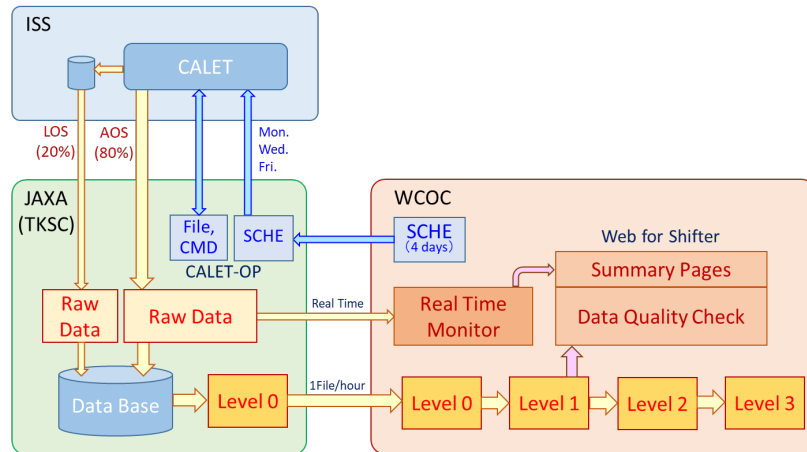 ISS
CALET
LOS
(20%)
AOS
(80%)
Mon.
Wed.
Fri.
JAXA
(TKSC)
File,
CMD
SCHE
CALET-OP
Raw
Data
Raw Data
Data Base
Level 0
Real Time
1File/hour
WCOC
SCHE
(4 days)
Web for Shifter
Summary Pages
Data Quality Check
Real Time
Monitor
Level 0
Level 1
Level 2
Level 3